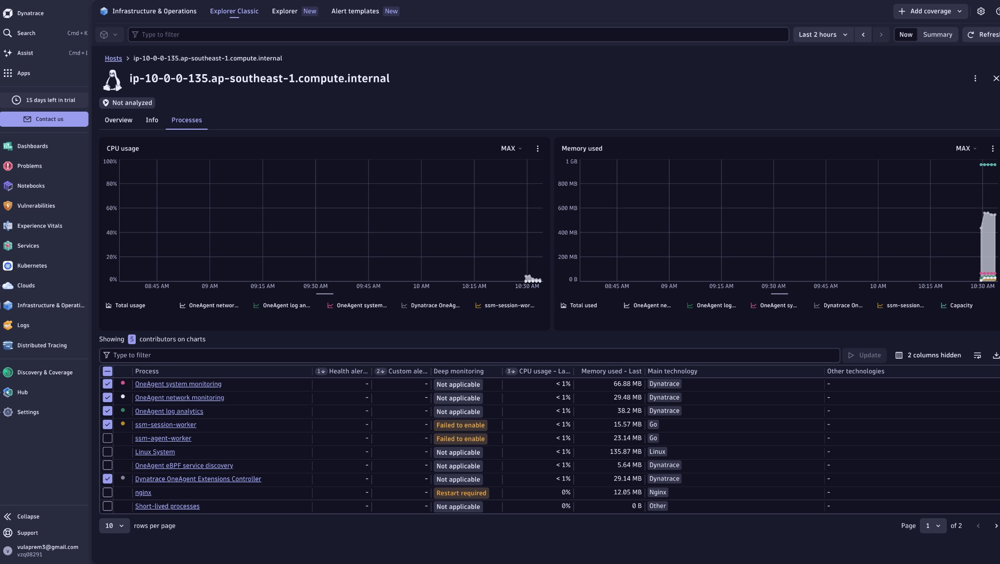 Dynatrace
Search Cmd + K
Assist Cmd + I
Apps
15 days left in trial
Contact us
Dashboards
Problems
Notebooks
Vulnerabilities
Experience Vitals
Services
Kubernetes
Clouds
Infrastructure & Operati...
Logs
Distributed Tracing
Discovery & Coverage
Hub
Settings
Collapse
Support
v
vulaprem3@gmail.com
vzq08291
Infrastructure & Operations Explorer Classic Explorer New Alert templates New Add coverage
Type to filter Last 2 hours Now Summary Refres
Hosts > ip-10-0-0-135.ap-southeast-1.compute.internal
ip-10-0-0-135.ap-southeast-1.compute.internal
Not analyzed
Overview Info Processes
CPU usage MAX
100%
80%
60%
40%
20%
0%
08:45 AM 09 AM 09:15 AM 09:30 AM 09:45 AM 10 AM 10:15 AM 10:30 AM
Total usage OneAgent networ... OneAgent log an... OneAgent system... Dynatrace OneAg... ssm-session-wor...
Memory used MAX
1 GB
800 MB
600 MB
400 MB
200 MB
0 B
08:45 AM 09 AM 09:15 AM 09:30 AM 09:45 AM 10 AM 10:15 AM 10:30 AM
Total used OneAgent ne... OneAgent log... OneAgent sy... Dynatrace On... ssm-session... Capacity
Showing 5 contributors on charts
Type to filter Update 2 columns hidden
Process 1 Health aler... 2 Custom ale... Deep monitoring 3 CPU usage - La... Memory used - Last Main technology Other technologies
OneAgent system monitoring - - Not applicable < 1% 66.88 MB Dynatrace -
OneAgent network monitoring - - Not applicable < 1% 29.48 MB Dynatrace -
OneAgent log analytics - - Not applicable < 1% 38.2 MB Dynatrace -
ssm-session-worker - - Failed to enable < 1% 15.57 MB Go -
ssm-agent-worker - - Failed to enable < 1% 23.14 MB Go -
Linux System - - Not applicable < 1% 135.87 MB Linux -
OneAgent eBPF service discovery - - Not applicable < 1% 5.64 MB Dynatrace -
Dynatrace OneAgent Extensions Controller - - Not applicable < 1% 29.14 MB Dynatrace -
nginx - - Restart required 0% 12.05 MB Nginx -
Short-lived processes - - Not applicable 0% 0 B Other -
10 rows per page Page 1 of 2